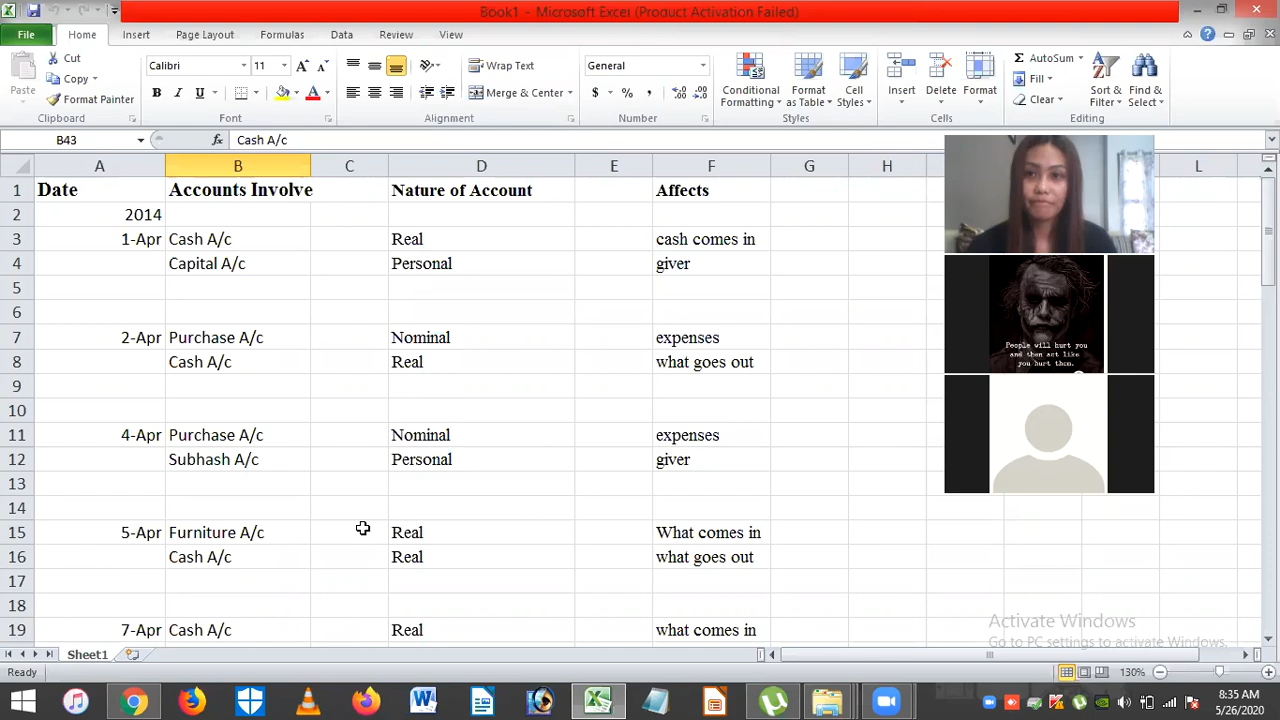 Book1 - Microsoft Excel (Product Activation Failed)
File Home Insert Page Layout Formulas Data Review View
Cut
Copy
Format Painter
Paste
Clipboard
Calibri 11
B I U
Font
Wrap Text
Merge & Center
Alignment
General
$ % ,
Number
Conditional Formatting
Format as Table
Cell Styles
Styles
Insert Delete Format
Cells
Σ AutoSum
Fill
Clear
Sort & Filter
Find & Select
Editing
B43 fx Cash A/c
A B C D E F G H L
1 Date Accounts Involve Nature of Account Affects
2 2014
3 1-Apr Cash A/c Real cash comes in
4 Capital A/c Personal giver
5
6
7 2-Apr Purchase A/c Nominal expenses
8 Cash A/c Real what goes out
9
10
11 4-Apr Purchase A/c Nominal expenses
12 Subhash A/c Personal giver
13
14
15 5-Apr Furniture A/c Real What comes in
16 Cash A/c Real what goes out
17
18
19 7-Apr Cash A/c Real what comes in
People will hurt you
and then act like
you hurt them.
Activate Windows
Go to PC settings to activate Windows.
Sheet1
Ready 130%
8:35 AM
5/26/2020